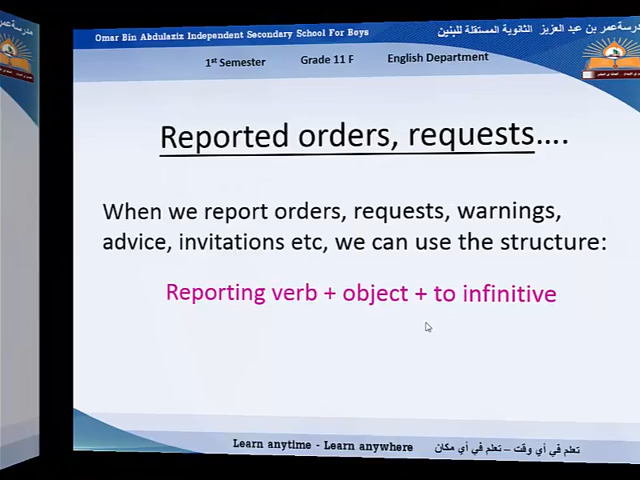 Omar Bin Abdulaziz Independent Secondary School For Boys
مدرسة عمر بن عبد العزيز الثانوية المستقلة للبنين
1st Semester Grade 11 F English Department
Reported orders, requests....
When we report orders, requests, warnings,
advice, invitations etc, we can use the structure:
Reporting verb + object + to infinitive
Learn anytime - Learn anywhere تعلم في أي وقت – تعلم في أي مكان